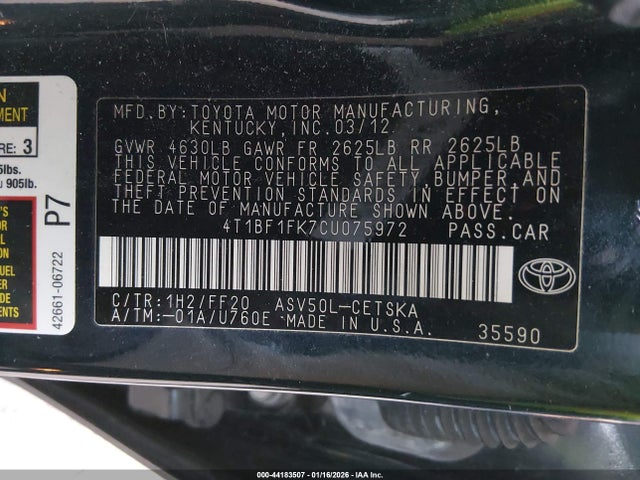 MFD.BY: TOYOTA MOTOR MANUFACTURING,
KENTUCKY, INC. 03/12
GVWR 4630LB GAWR FR 2625LB RR 2625LB
THIS VEHICLE CONFORMS TO ALL APPLICABLE
FEDERAL MOTOR VEHICLE SAFETY, BUMPER, AND
THEFT PREVENTION STANDARDS IN EFFECT ON
THE DATE OF MANUFACTURE SHOWN ABOVE.
4T1BF1FK7CU075972 PASS.CAR
C/TR: 1H2/FF20 ASV50L-CETSKA
A/TM:-01A/U760E MADE IN U.S.A. 35590
3
905lb.
P7
42661-06722
000-44183507 - 01/16/2026 - IAA Inc.